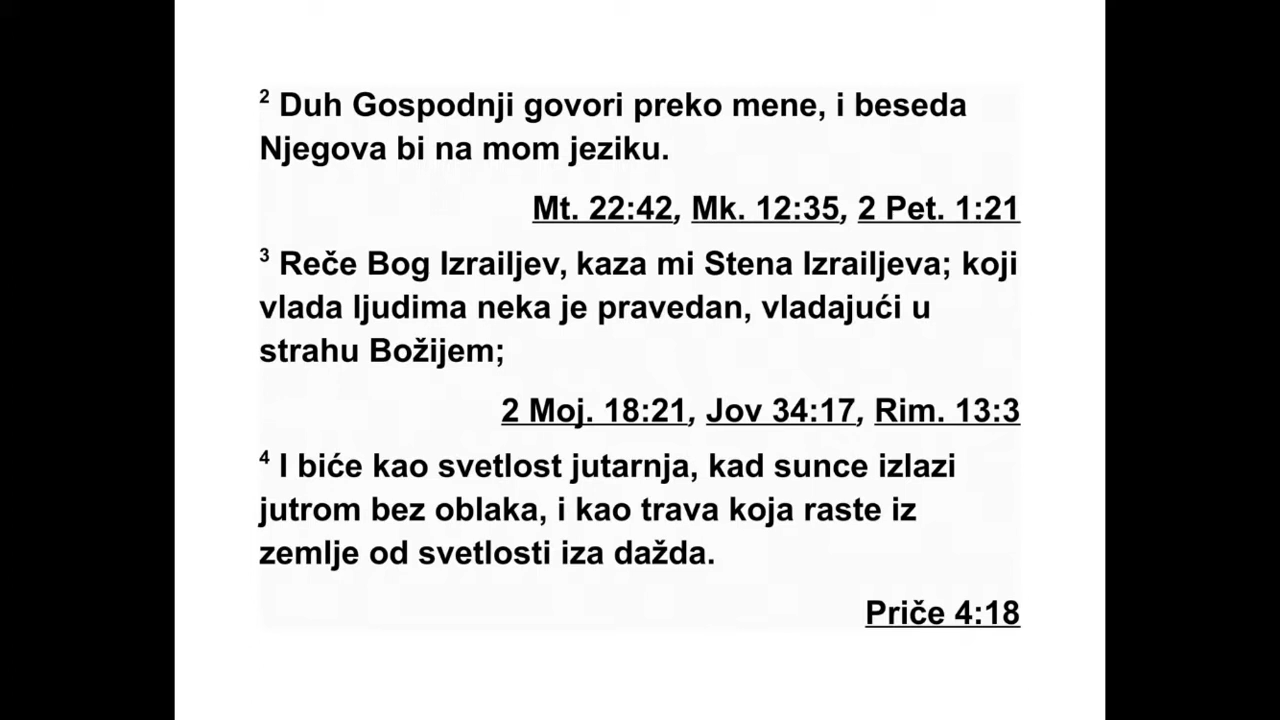 2 Duh Gospodnji govori preko mene, i beseda
Njegova bi na mom jeziku.
Mt. 22:42, Mk. 12:35, 2 Pet. 1:21
3 Reče Bog Izrailjev, kaza mi Stena Izrailjeva; koji
vlada ljudima neka je pravedan, vladajući u
strahu Božijem;
2 Moj. 18:21, Jov 34:17, Rim. 13:3
4 I biće kao svetlost jutarnja, kad sunce izlazi
jutrom bez oblaka, i kao trava koja raste iz
zemlje od svetlosti iza dažda.
Priče 4:18